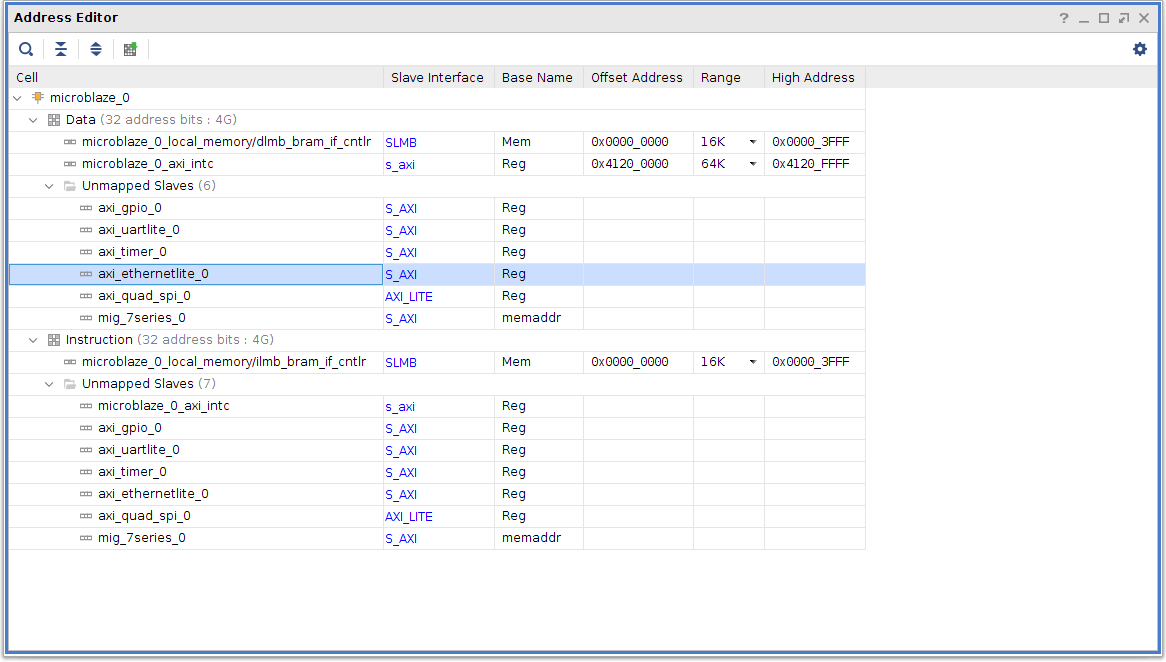 Address Editor
Cell Slave Interface Base Name Offset Address Range High Address
microblaze_0
Data (32 address bits : 4G)
microblaze_0_local_memory/dlmb_bram_if_cntlr SLMB Mem 0x0000_0000 16K 0x0000_3FFF
microblaze_0_axi_intc s_axi Reg 0x4120_0000 64K 0x4120_FFFF
Unmapped Slaves (6)
axi_gpio_0 S_AXI Reg
axi_uartlite_0 S_AXI Reg
axi_timer_0 S_AXI Reg
axi_ethernetlite_0 S_AXI Reg
axi_quad_spi_0 AXI_LITE Reg
mig_7series_0 S_AXI memaddr
Instruction (32 address bits : 4G)
microblaze_0_local_memory/ilmb_bram_if_cntlr SLMB Mem 0x0000_0000 16K 0x0000_3FFF
Unmapped Slaves (7)
microblaze_0_axi_intc s_axi Reg
axi_gpio_0 S_AXI Reg
axi_uartlite_0 S_AXI Reg
axi_timer_0 S_AXI Reg
axi_ethernetlite_0 S_AXI Reg
axi_quad_spi_0 AXI_LITE Reg
mig_7series_0 S_AXI memaddr